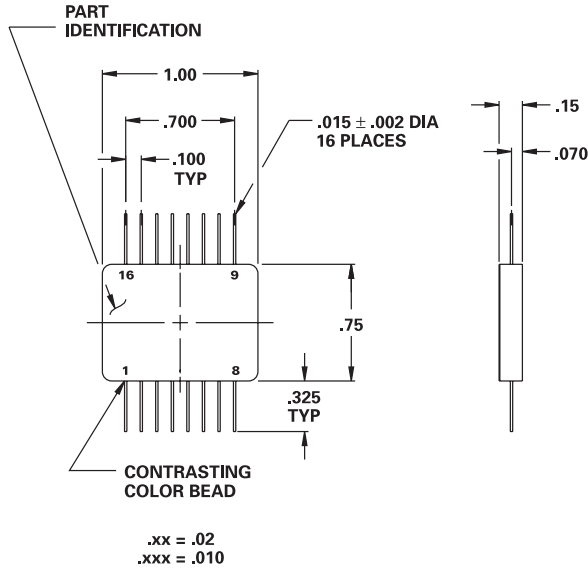 PART
IDENTIFICATION
1.00
.700
.015 ± .002 DIA
16 PLACES
.15
.100
TYP
.070
16
9
.75
1
8
.325
TYP
CONTRASTING
COLOR BEAD
.xx = .02
.xxx = .010